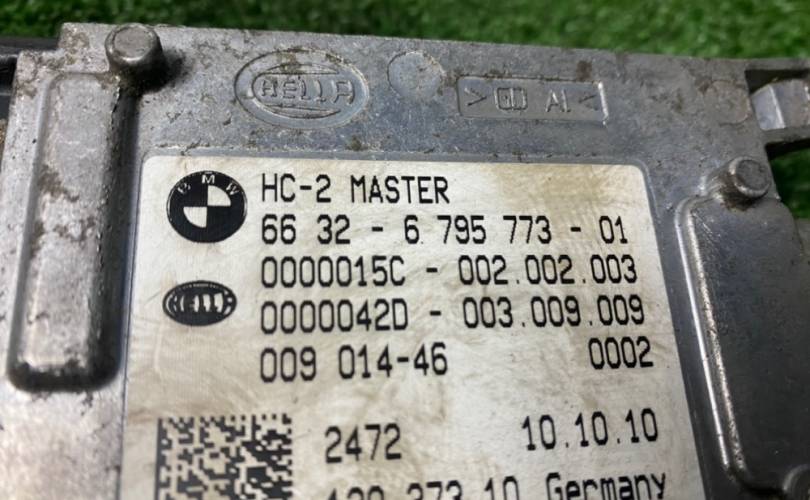 HELLA
>GD Al<
BMW
HC-2 MASTER
66 32 - 6 795 773 - 01
0000015C - 002.002.003
HELLA
0000042D - 003.009.009
009 014-46 0002
2472 10.10.10
Germany